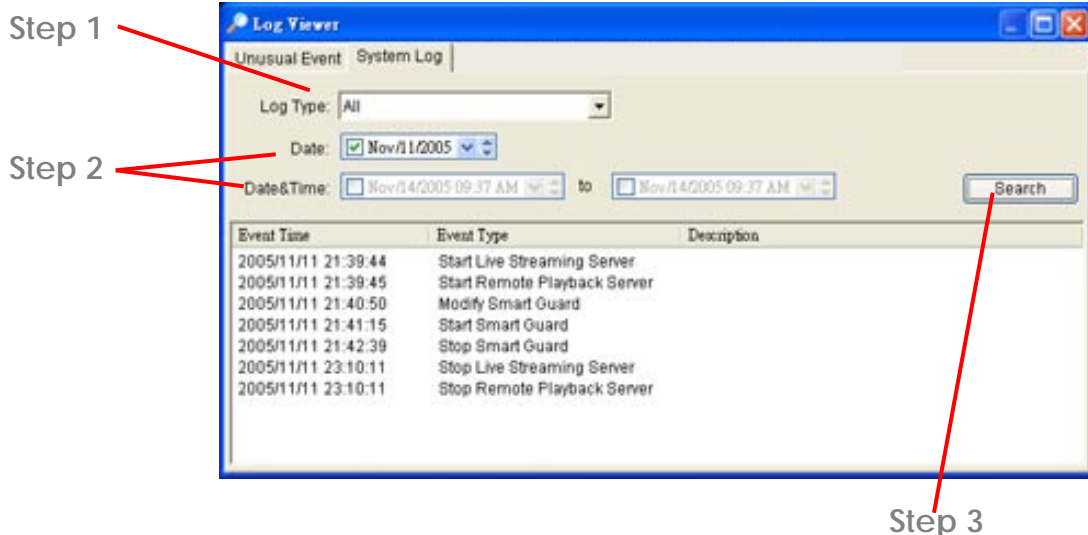 Step 1
Log Viewer
Unusual Event System Log
Log Type: All
Date: Nov/11/2005
Step 2
Date&Time: Nov/14/2005 09:37 AM to Nov/14/2005 09:37 AM
Search
Event Time Event Type Description
2005/11/11 21:39:44 Start Live Streaming Server
2005/11/11 21:39:45 Start Remote Playback Server
2005/11/11 21:40:50 Modify Smart Guard
2005/11/11 21:41:15 Start Smart Guard
2005/11/11 21:42:39 Stop Smart Guard
2005/11/11 23:10:11 Stop Live Streaming Server
2005/11/11 23:10:11 Stop Remote Playback Server
Step 3